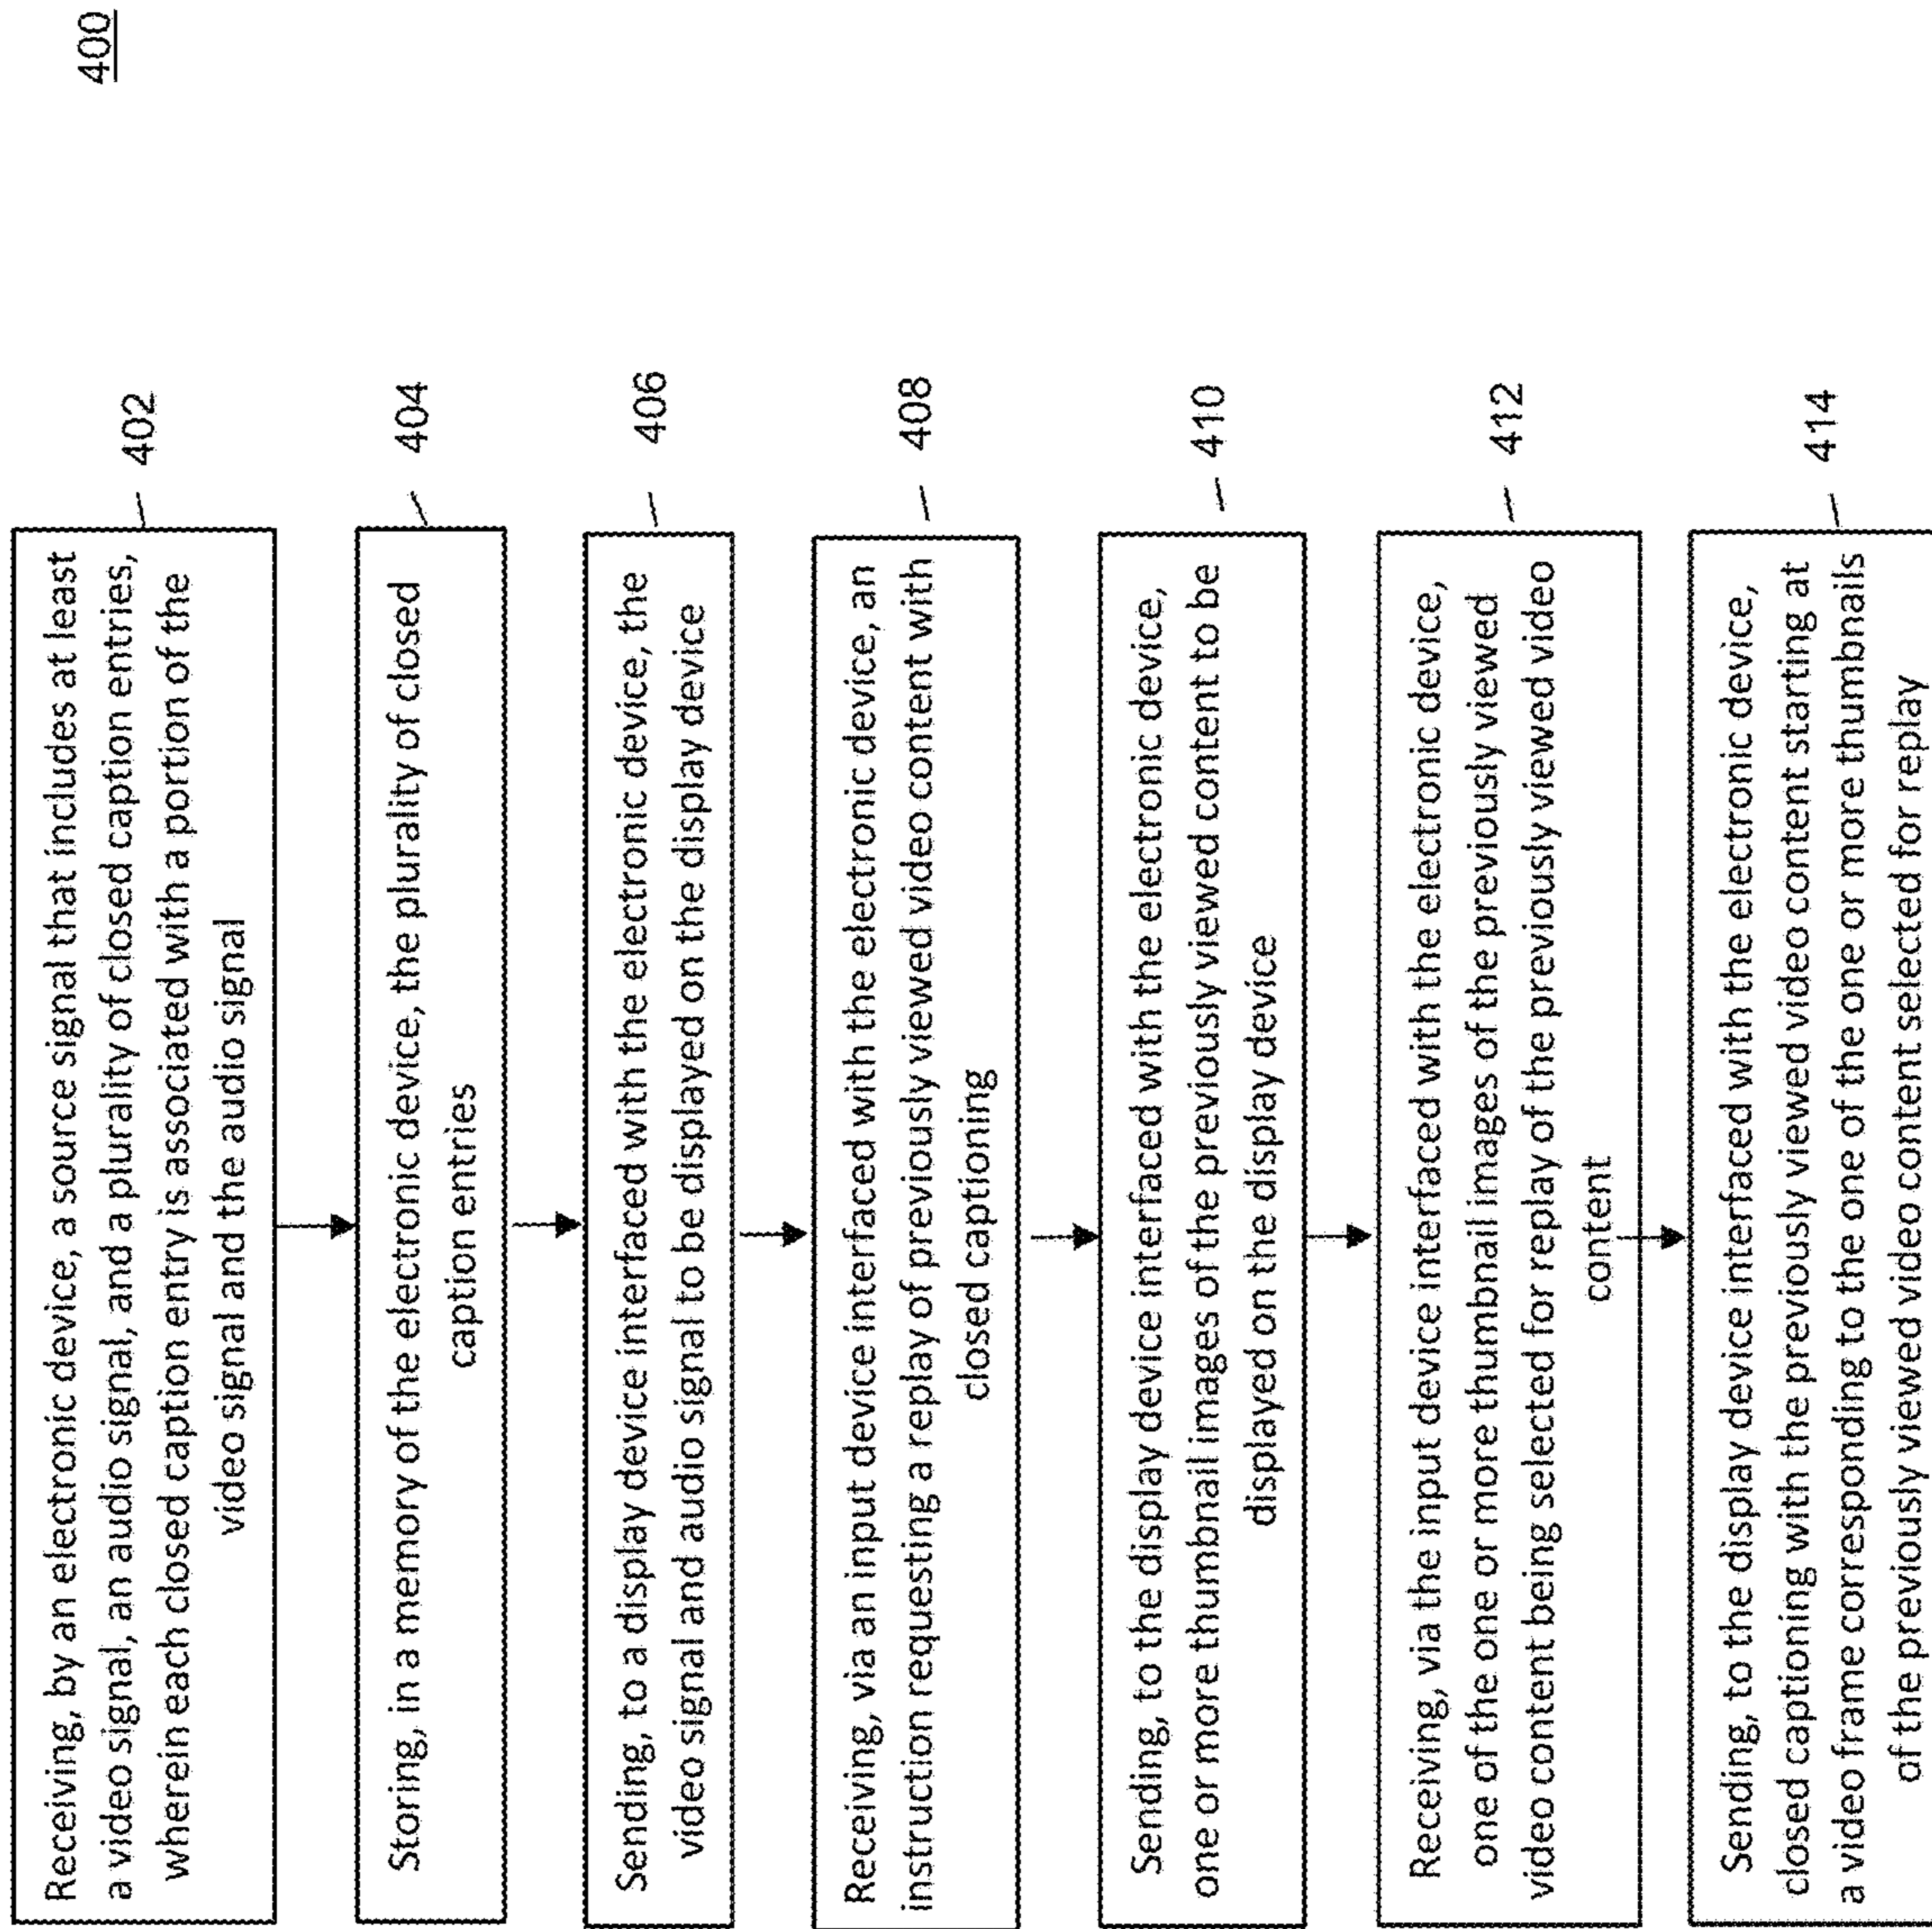 400
Receiving, by an electronic device, a source signal that includes at least
a video signal, an audio signal, and a plurality of closed caption entries,
wherein each closed caption entry is associated with a portion of the
video signal and the audio signal
402
Storing, in a memory of the electronic device, the plurality of closed
caption entries
404
Sending, to a display device interfaced with the electronic device, the
video signal and audio signal to be displayed on the display device
406
Receiving, via an input device interfaced with the electronic device, an
instruction requesting a replay of previously viewed video content with
closed captioning
408
Sending, to the display device interfaced with the electronic device,
one or more thumbnail images of the previously viewed content to be
displayed on the display device
410
Receiving, via the input device interfaced with the electronic device,
one of the one or more thumbnail images of the previously viewed
video content being selected for replay of the previously viewed video
content
412
Sending, to the display device interfaced with the electronic device,
closed captioning with the previously viewed video content starting at
a video frame corresponding to the one of the one or more thumbnails
of the previously viewed video content selected for replay
414